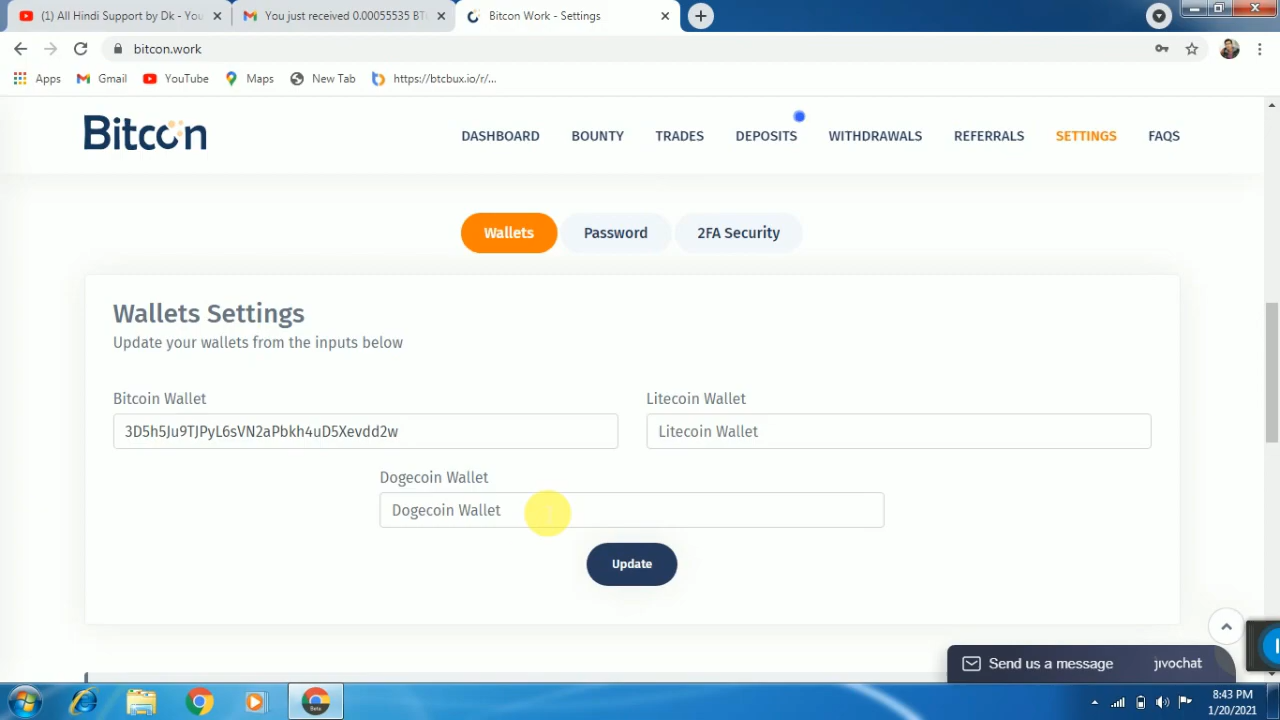 (1) All Hindi Support by Dk - You
You just received 0.00055535 BT
Bitcon Work - Settings
bitcon.work
Apps
Gmail
YouTube
Maps
New Tab
https://btcbux.io/r/...
Bitcon
DASHBOARD
BOUNTY
TRADES
DEPOSITS
WITHDRAWALS
REFERRALS
SETTINGS
FAQS
Wallets
Password
2FA Security
Wallets Settings
Update your wallets from the inputs below
Bitcoin Wallet
Litecoin Wallet
3D5h5Ju9TJPyL6sVN2aPbkh4uD5Xevdd2w
Litecoin Wallet
Dogecoin Wallet
Dogecoin Wallet
Update
Send us a message
jivochat
Beta
8:43 PM
1/20/2021